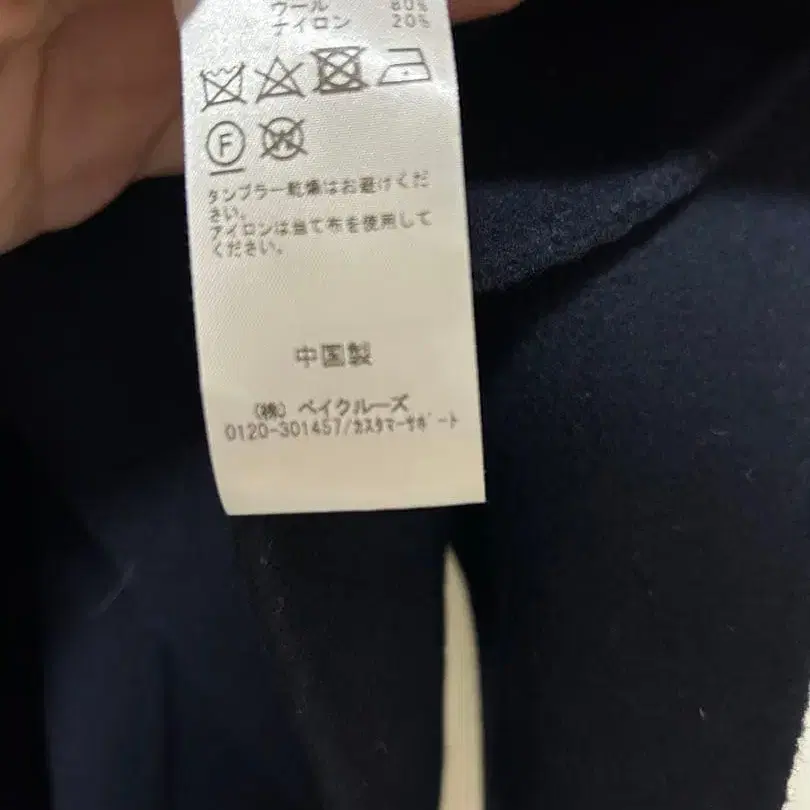 ウール 80%
ナイロン 20%
F W
タンブラー乾燥はお避けくだ
さい。
アイロンは当て布を使用して
ください。
中国製
(株) ベイクルーズ
0120-301457/カスタマーサポート